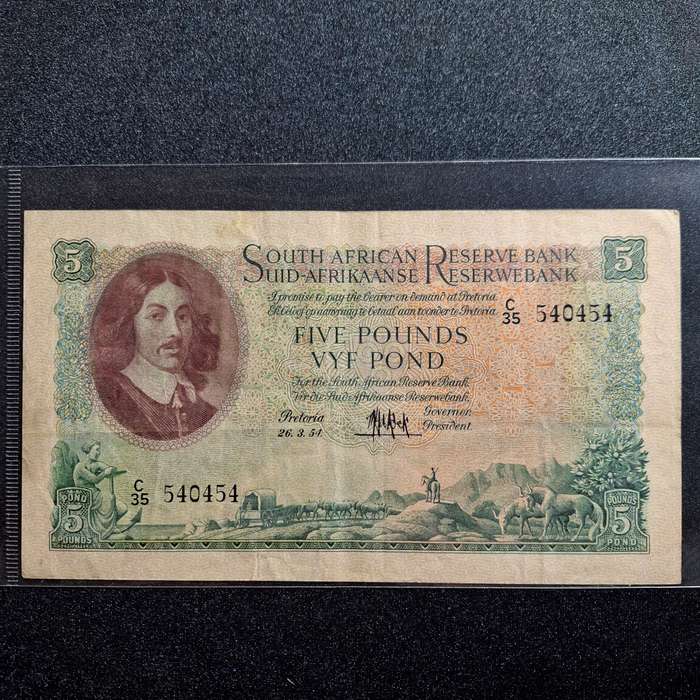 5
SOUTH AFRICAN RESERVE BANK
SUID-AFRIKAANSE RESERWEBANK
5
I promise to pay the bearer on demand at Pretoria
Ek beloof op aanvraag te betaal aan toonder te Pretoria
C/35 540454
FIVE POUNDS
VYF POND
For the South African Reserve Bank.
Vir die Suid-Afrikaanse Reserwebank.
Pretoria
26.3.54.
Governor.
President.
C/35 540454
POND
5
POUNDS
POUNDS
5
POND